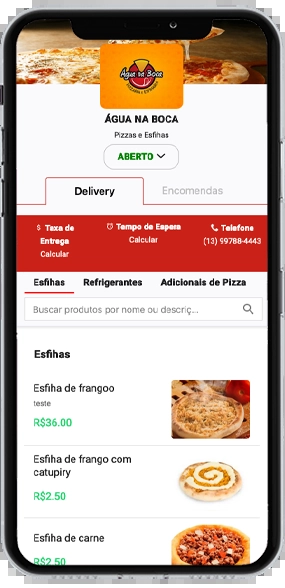 Água na Boca
ÁGUA NA BOCA
Pizzas e Esfihas
ABERTO
Delivery
Encomendas
$ Taxa de
Entrega
Calcular
Tempo de Espera
Calcular
Telefone
(13) 99788-4443
Esfihas
Refrigerantes
Adicionais de Pizza
Buscar produtos por nome ou descriç...
Esfihas
Esfiha de frangoo
teste
R$36.00
Esfiha de frango com
catupiry
R$2.50
Esfiha de carne
R$2.50